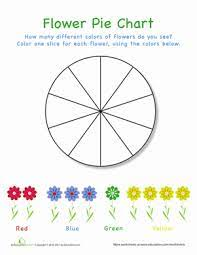 Flower Pie Chart
How many different colors of flowers do you see?
Color one slice for each flower, using the colors below.
Red Blue Green Yellow